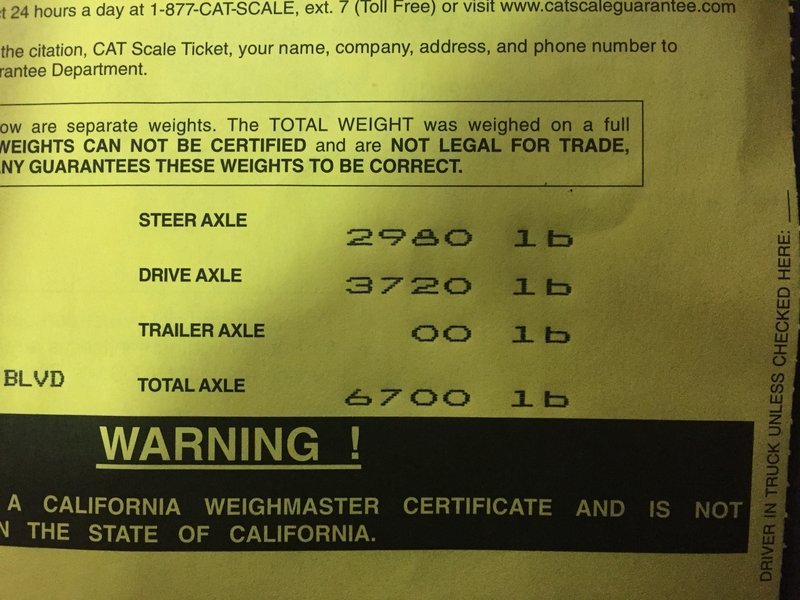 t 24 hours a day at 1-877-CAT-SCALE, ext. 7 (Toll Free) or visit www.catscaleguarantee.com
the citation, CAT Scale Ticket, your name, company, address, and phone number to
rantee Department.
ow are separate weights. The TOTAL WEIGHT was weighed on a full
WEIGHTS CAN NOT BE CERTIFIED and are NOT LEGAL FOR TRADE,
NY GUARANTEES THESE WEIGHTS TO BE CORRECT.
STEER AXLE 2980 lb
DRIVE AXLE 3720 lb
TRAILER AXLE 00 lb
BLVD TOTAL AXLE 6700 lb
WARNING !
A CALIFORNIA WEIGHMASTER CERTIFICATE AND IS NOT
N THE STATE OF CALIFORNIA.
DRIVER IN TRUCK UNLESS CHECKED HERE: